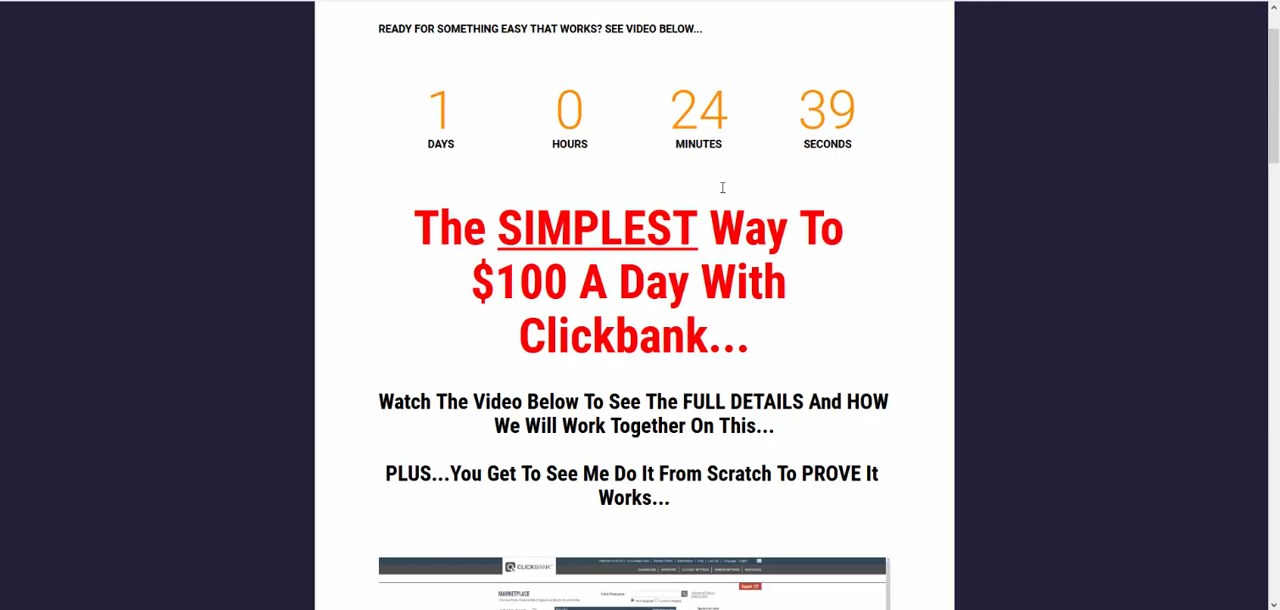 READY FOR SOMETHING EASY THAT WORKS? SEE VIDEO BELOW...
1 0 24 39
DAYS HOURS MINUTES SECONDS
The SIMPLEST Way To
$100 A Day With
Clickbank...
Watch The Video Below To See The FULL DETAILS And HOW
We Will Work Together On This...
PLUS...You Get To See Me Do It From Scratch To PROVE It
Works...
CLICKBANK
MARKETPLACE